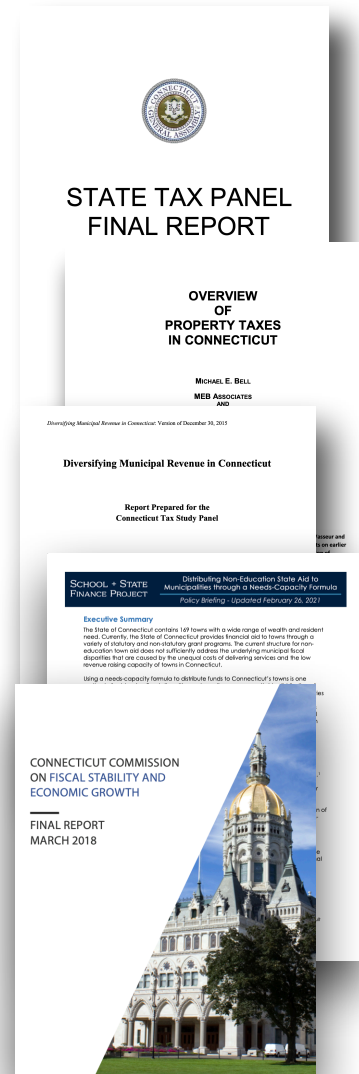 CONNECTICUT
GENERAL ASSEMBLY
STATE TAX PANEL
FINAL REPORT
OVERVIEW
OF
PROPERTY TAXES
IN CONNECTICUT
MICHAEL E. BELL
MEB ASSOCIATES
AND
Diversifying Municipal Revenue in Connecticut: Version of December 30, 2015
Diversifying Municipal Revenue in Connecticut
Report Prepared for the
Connecticut Tax Study Panel
Vasseur and
ts on earlier
SCHOOL + STATE
FINANCE PROJECT
Distributing Non-Education State Aid to
Municipalities through a Needs-Capacity Formula
Policy Briefing - Updated February 26, 2021
Executive Summary
The State of Connecticut contains 169 towns with a wide range of wealth and resident
need. Currently, the State of Connecticut provides financial aid to towns through a
variety of statutory and non-statutory grant programs. The current structure for non-
education town aid does not sufficiently address the underlying municipal fiscal
disparities that are caused by the unequal costs of delivering services and the low
revenue raising capacity of towns in Connecticut.
Using a needs-capacity formula to distribute funds to Connecticut's towns is one
CONNECTICUT COMMISSION
ON FISCAL STABILITY AND
ECONOMIC GROWTH
FINAL REPORT
MARCH 2018